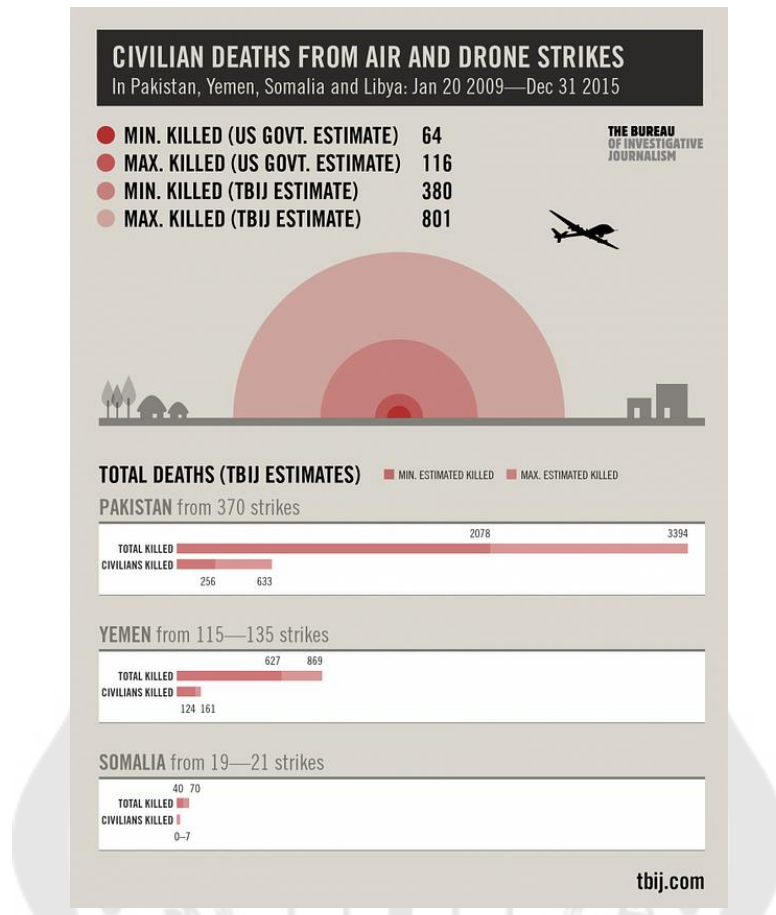 CIVILIAN DEATHS FROM AIR AND DRONE STRIKES
In Pakistan, Yemen, Somalia and Libya: Jan 20 2009—Dec 31 2015
MIN. KILLED (US GOVT. ESTIMATE) 64
MAX. KILLED (US GOVT. ESTIMATE) 116
MIN. KILLED (TBIJ ESTIMATE) 380
MAX. KILLED (TBIJ ESTIMATE) 801
THE BUREAU
OF INVESTIGATIVE
JOURNALISM
TOTAL DEATHS (TBIJ ESTIMATES) MIN. ESTIMATED KILLED MAX. ESTIMATED KILLED
PAKISTAN from 370 strikes
2078 3394
TOTAL KILLED
CIVILIANS KILLED
256 633
YEMEN from 115—135 strikes
627 869
TOTAL KILLED
CIVILIANS KILLED
124 161
SOMALIA from 19—21 strikes
40 70
TOTAL KILLED
CIVILIANS KILLED
0–7
tbij.com